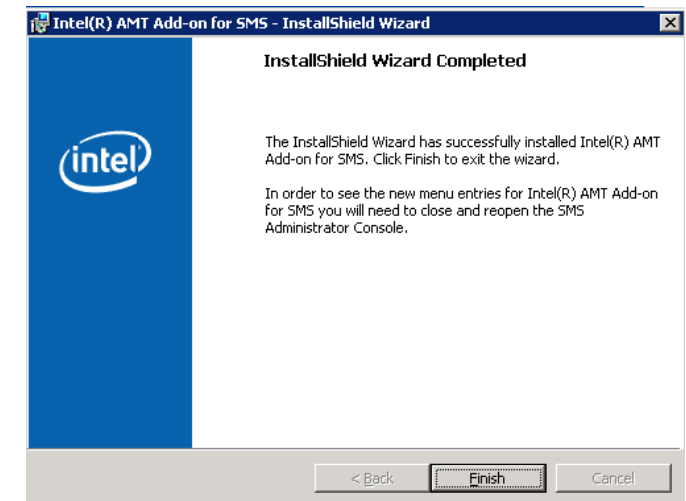 Intel(R) AMT Add-on for SMS - InstallShield Wizard
InstallShield Wizard Completed
intel
The InstallShield Wizard has successfully installed Intel(R) AMT
Add-on for SMS. Click Finish to exit the wizard.
In order to see the new menu entries for Intel(R) AMT Add-on
for SMS you will need to close and reopen the SMS
Administrator Console.
< Back
Finish
Cancel